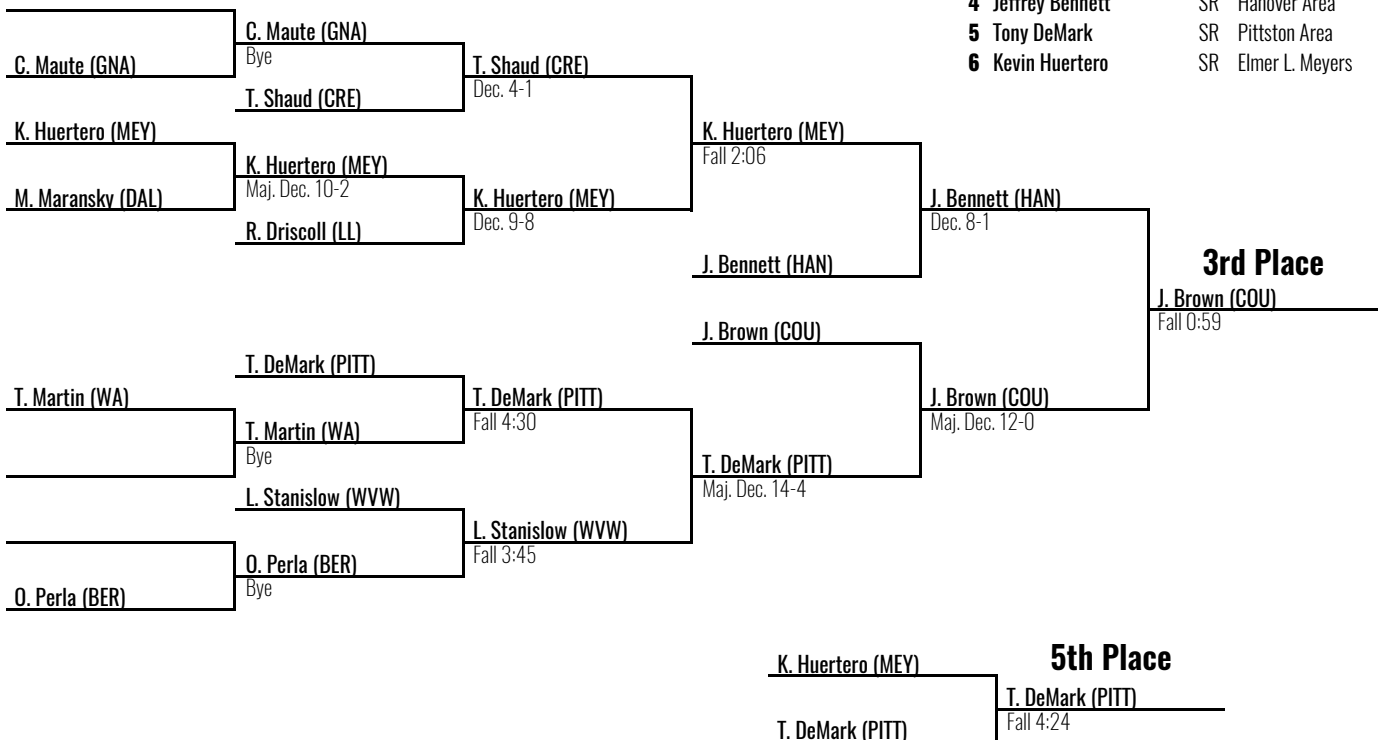 4 Jeffrey Bennett SR Hanover Area
5 Tony DeMark SR Pittston Area
6 Kevin Huertero SR Elmer L. Meyers
C. Maute (GNA)
C. Maute (GNA)
Bye
T. Shaud (CRE)
T. Shaud (CRE)
Dec. 4-1
K. Huertero (MEY)
M. Maransky (DAL)
K. Huertero (MEY)
Maj. Dec. 10-2
R. Driscoll (LL)
K. Huertero (MEY)
Dec. 9-8
K. Huertero (MEY)
Fall 2:06
J. Bennett (HAN)
J. Bennett (HAN)
Dec. 8-1
3rd Place
J. Brown (COU)
Fall 0:59
J. Brown (COU)
J. Brown (COU)
Maj. Dec. 12-0
T. DeMark (PITT)
T. Martin (WA)
T. Martin (WA)
Bye
T. DeMark (PITT)
Fall 4:30
T. DeMark (PITT)
Maj. Dec. 14-4
L. Stanislow (WVW)
L. Stanislow (WVW)
Fall 3:45
O. Perla (BER)
Bye
O. Perla (BER)
5th Place
K. Huertero (MEY)
T. DeMark (PITT)
Fall 4:24
T. DeMark (PITT)